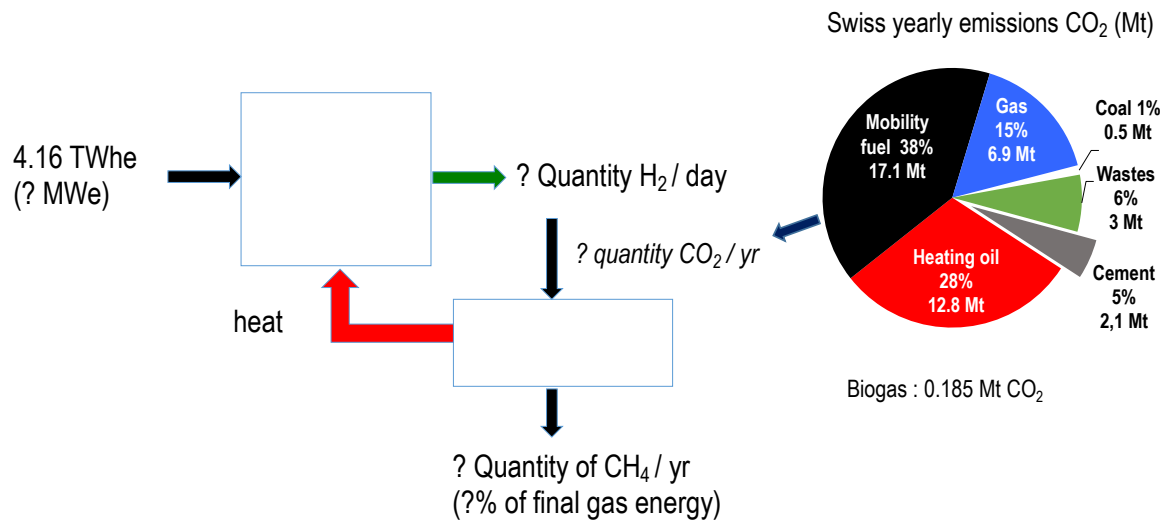 Swiss yearly emissions CO₂ (Mt)
4.16 TWhe
(? MWe)
? Quantity H₂ / day
? quantity CO₂ / yr
heat
? Quantity of CH₄ / yr
(?% of final gas energy)
Mobility
fuel 38%
17.1 Mt
Gas
15%
6.9 Mt
Coal 1%
0.5 Mt
Wastes
6%
3 Mt
Cement
5%
2,1 Mt
Heating oil
28%
12.8 Mt
Biogas : 0.185 Mt CO₂